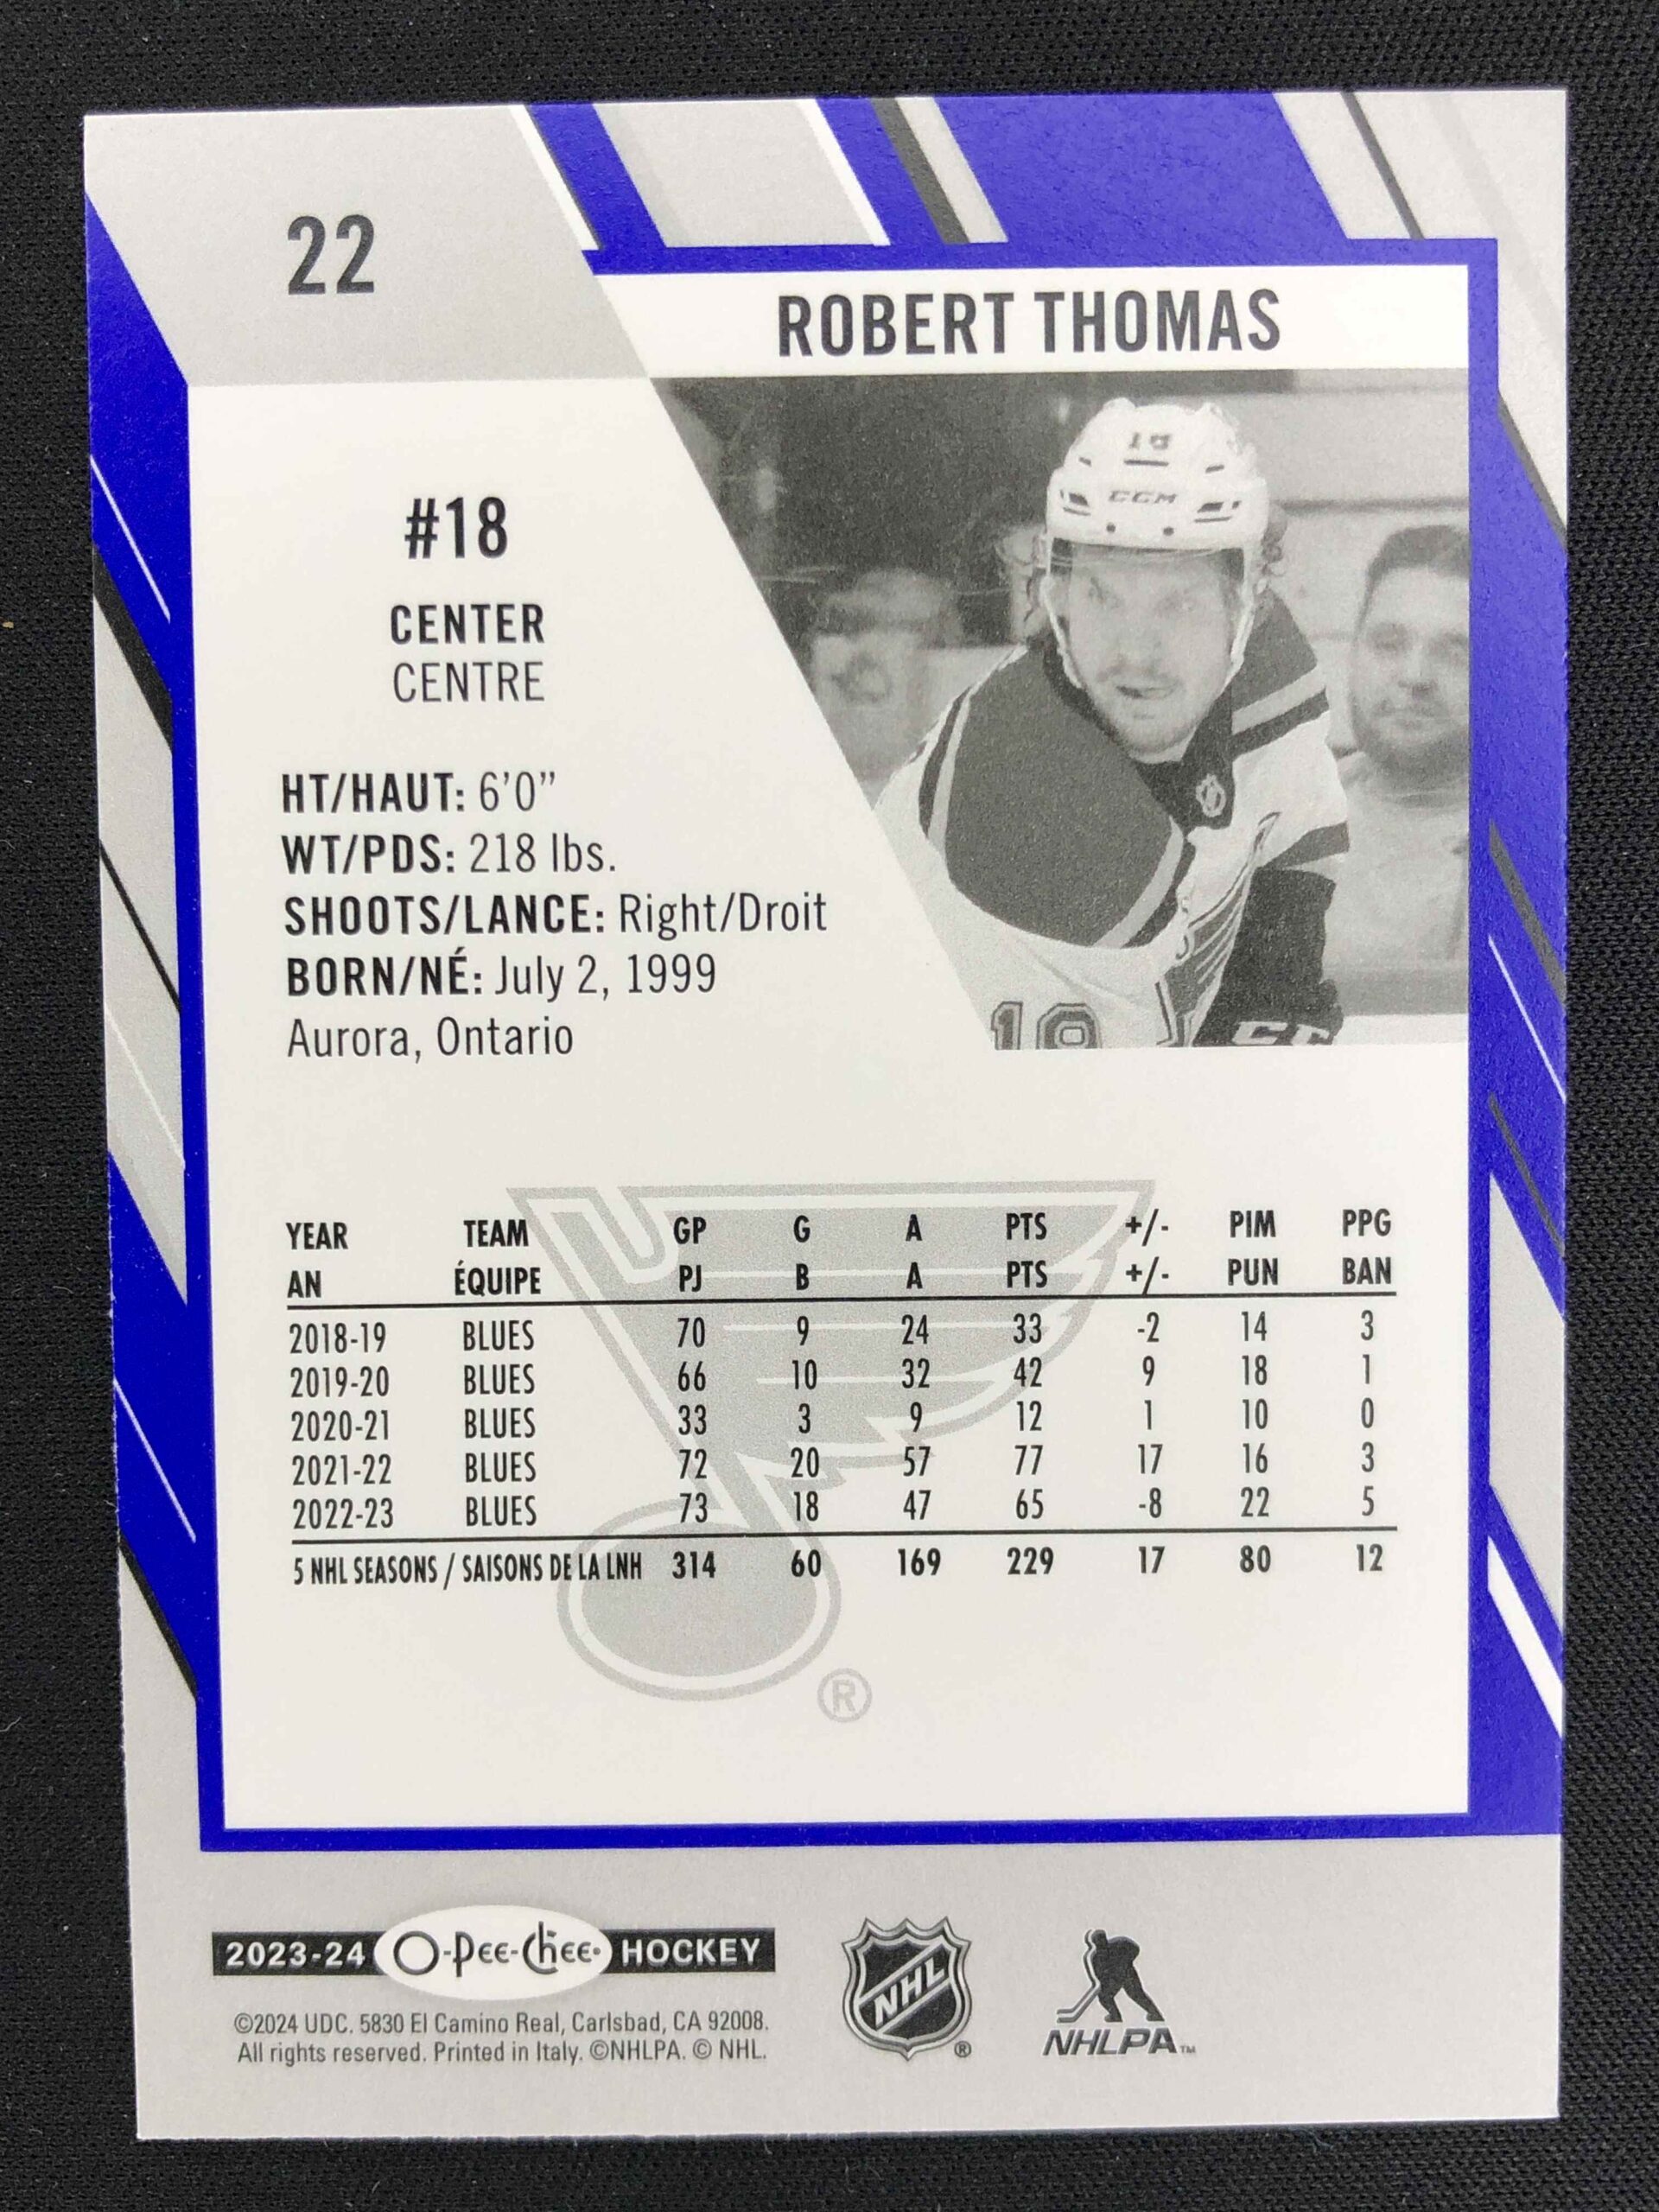 22
ROBERT THOMAS
18
CCM
#18
CENTER
CENTRE
HT/HAUT: 6'0"
WT/PDS: 218 lbs.
SHOOTS/LANCE: Right/Droit
BORN/NÉ: July 2, 1999
Aurora, Ontario
18
YEAR TEAM GP G A PTS +/- PIM PPG
AN ÉQUIPE PJ B A PTS +/- PUN BAN
2018-19 BLUES 70 9 24 33 -2 14 3
2019-20 BLUES 66 10 32 42 9 18 1
2020-21 BLUES 33 3 9 12 1 10 0
2021-22 BLUES 72 20 57 77 17 16 3
2022-23 BLUES 73 18 47 65 -8 22 5
5 NHL SEASONS / SAISONS DE LA LNH 314 60 169 229 17 80 12
®
2023-24 O-Pee-Chee HOCKEY
©2024 UDC. 5830 El Camino Real, Carlsbad, CA 92008.
All rights reserved. Printed in Italy. ©NHLPA. © NHL.
NHL ®
NHLPA™